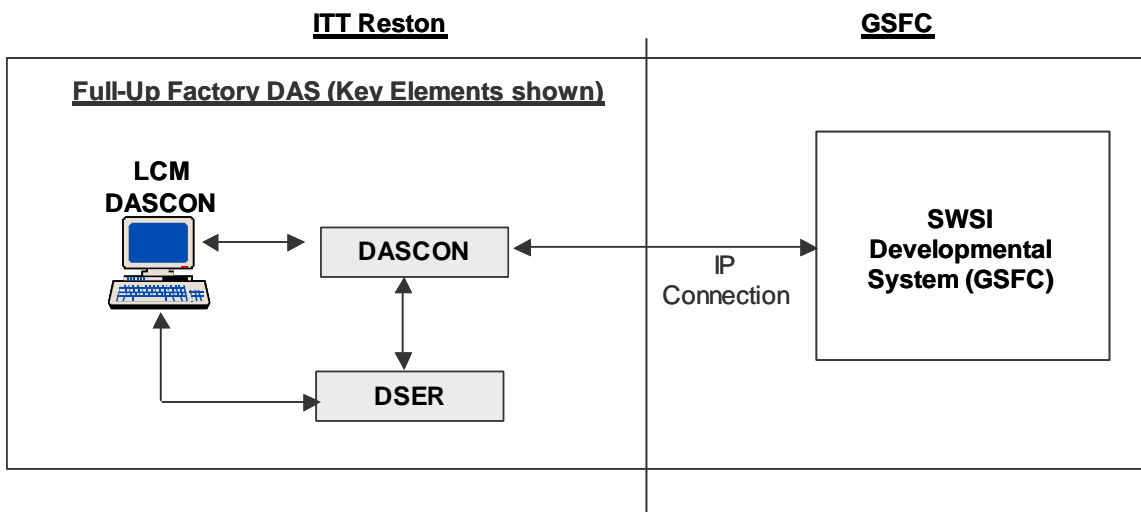 ITT Reston
GSFC
Full-Up Factory DAS (Key Elements shown)
LCM
DASCON
DASCON
DSER
IP
Connection
SWSI
Developmental
System (GSFC)